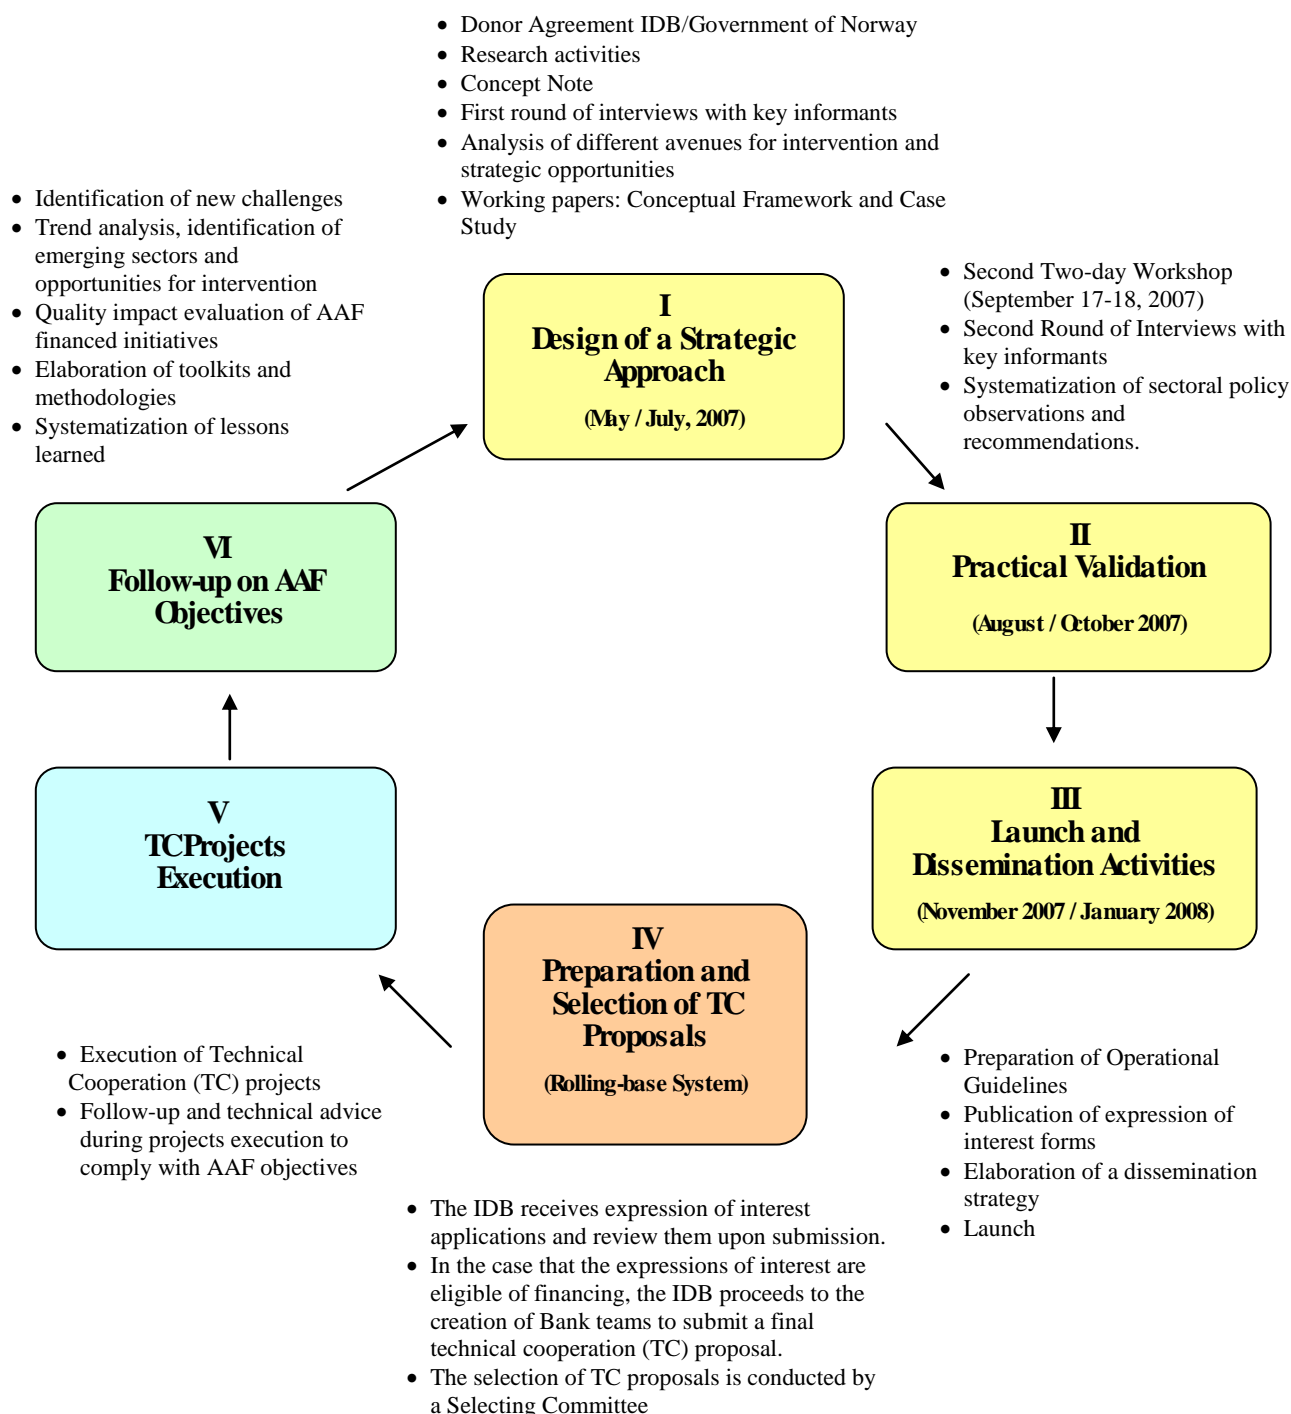 • Donor Agreement IDB/Government of Norway
• Research activities
• Concept Note
• First round of interviews with key informants
• Analysis of different avenues for intervention and
strategic opportunities
• Working papers: Conceptual Framework and Case
Study
• Identification of new challenges
• Trend analysis, identification of
emerging sectors and
opportunities for intervention
• Quality impact evaluation of AAF
financed initiatives
• Elaboration of toolkits and
methodologies
• Systematization of lessons
learned
I
Design of a Strategic
Approach
(May / July, 2007)
• Second Two-day Workshop
(September 17-18, 2007)
• Second Round of Interviews with
key informants
• Systematization of sectoral policy
observations and
recommendations.
VI
Follow-up on AAF
Objectives
II
Practical Validation
(August / October 2007)
V
TC Projects
Execution
III
Launch and
Dissemination Activities
(November 2007 / January 2008)
IV
Preparation and
Selection of TC
Proposals
(Rolling-base System)
• Execution of Technical
Cooperation (TC) projects
• Follow-up and technical advice
during projects execution to
comply with AAF objectives
• Preparation of Operational
Guidelines
• Publication of expression of
interest forms
• Elaboration of a dissemination
strategy
• Launch
• The IDB receives expression of interest
applications and review them upon submission.
• In the case that the expressions of interest are
eligible of financing, the IDB proceeds to the
creation of Bank teams to submit a final
technical cooperation (TC) proposal.
• The selection of TC proposals is conducted by
a Selecting Committee